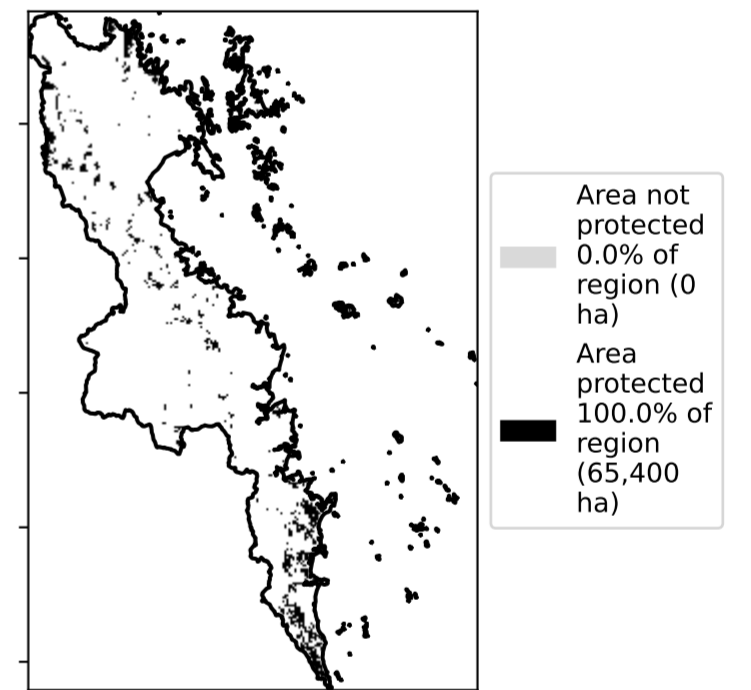 Area not
protected
0.0% of
region (0
ha)
Area
protected
100.0% of
region
(65,400
ha)